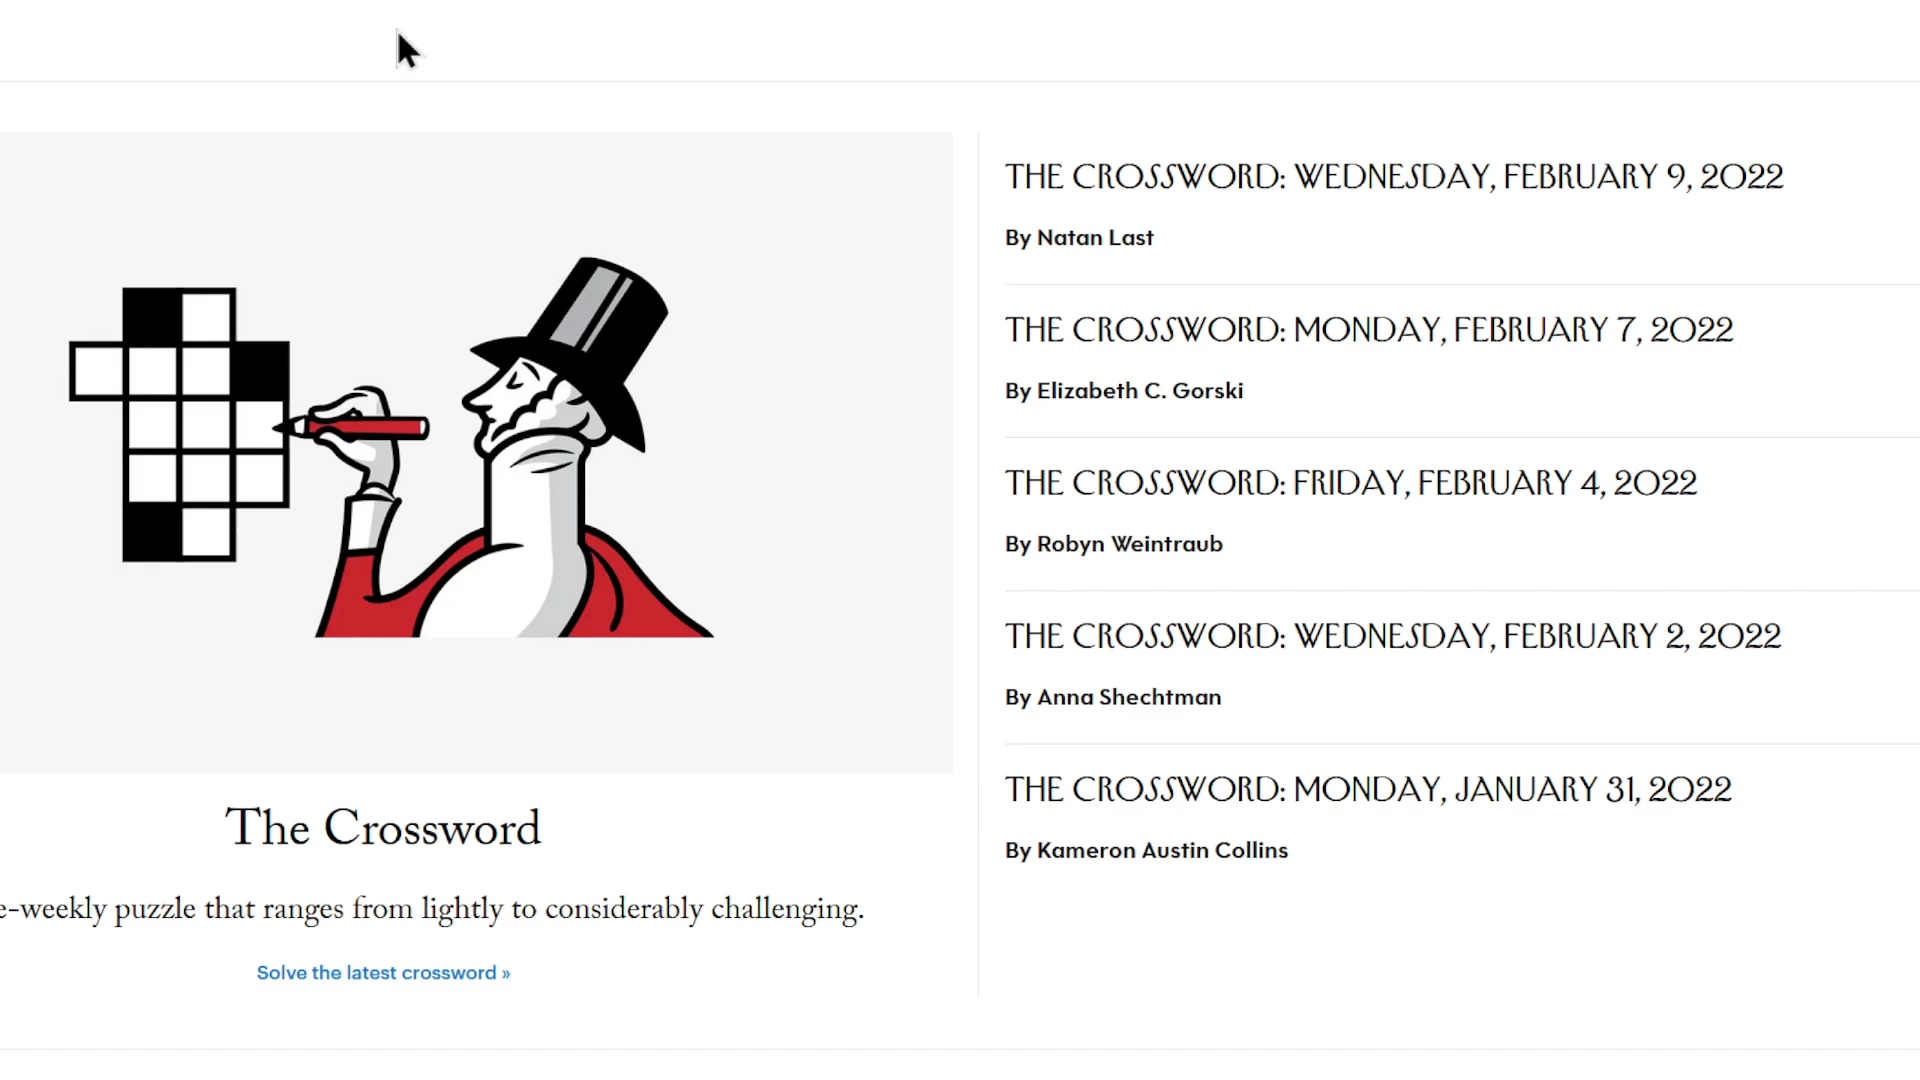 The Crossword
e-weekly puzzle that ranges from lightly to considerably challenging.
Solve the latest crossword »
THE CROSSWORD: WEDNESDAY, FEBRUARY 9, 2022
By Natan Last
THE CROSSWORD: MONDAY, FEBRUARY 7, 2022
By Elizabeth C. Gorski
THE CROSSWORD: FRIDAY, FEBRUARY 4, 2022
By Robyn Weintraub
THE CROSSWORD: WEDNESDAY, FEBRUARY 2, 2022
By Anna Shechtman
THE CROSSWORD: MONDAY, JANUARY 31, 2022
By Kameron Austin Collins